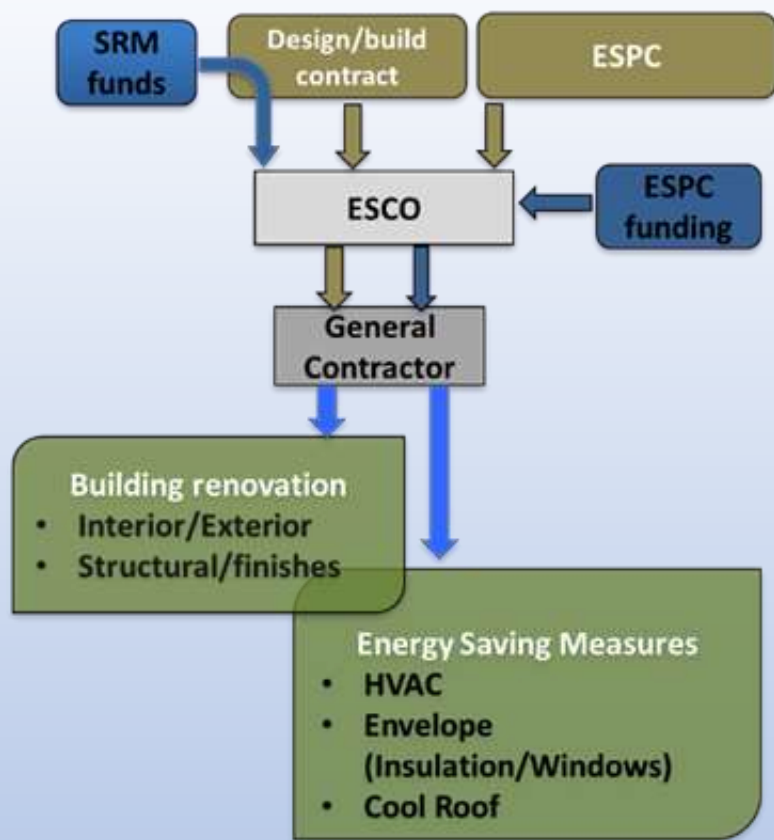 SRM
funds
Design/build
contract
ESPC
ESCO
ESPC
funding
General
Contractor
Building renovation
• Interior/Exterior
• Structural/finishes
Energy Saving Measures
• HVAC
• Envelope
(Insulation/Windows)
• Cool Roof